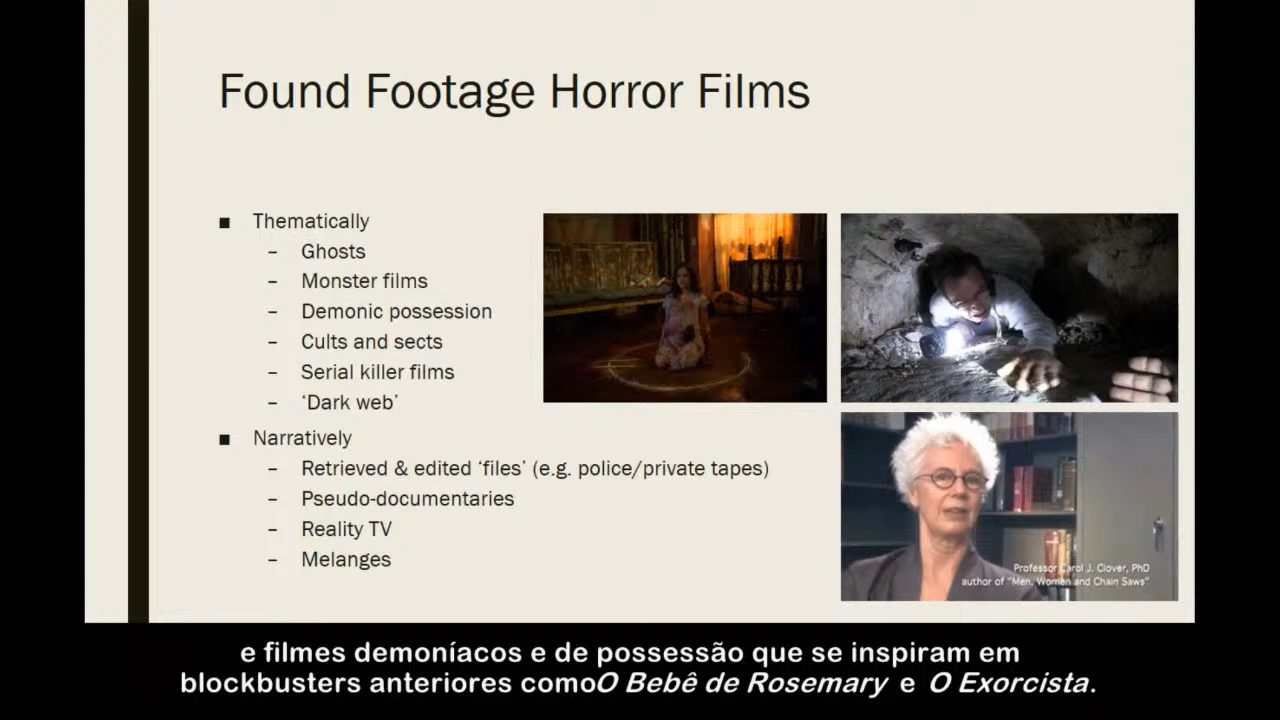 Found Footage Horror Films
■ Thematically
– Ghosts
– Monster films
– Demonic possession
– Cults and sects
– Serial killer films
– ‘Dark web’
■ Narratively
– Retrieved & edited ‘files’ (e.g. police/private tapes)
– Pseudo-documentaries
– Reality TV
– Melanges
Professor Carol J. Clover, PhD
author of "Men, Women and Chain Saws"
e filmes demoníacos e de possessão que se inspiram em
blockbusters anteriores comoO Bebê de Rosemary e O Exorcista.